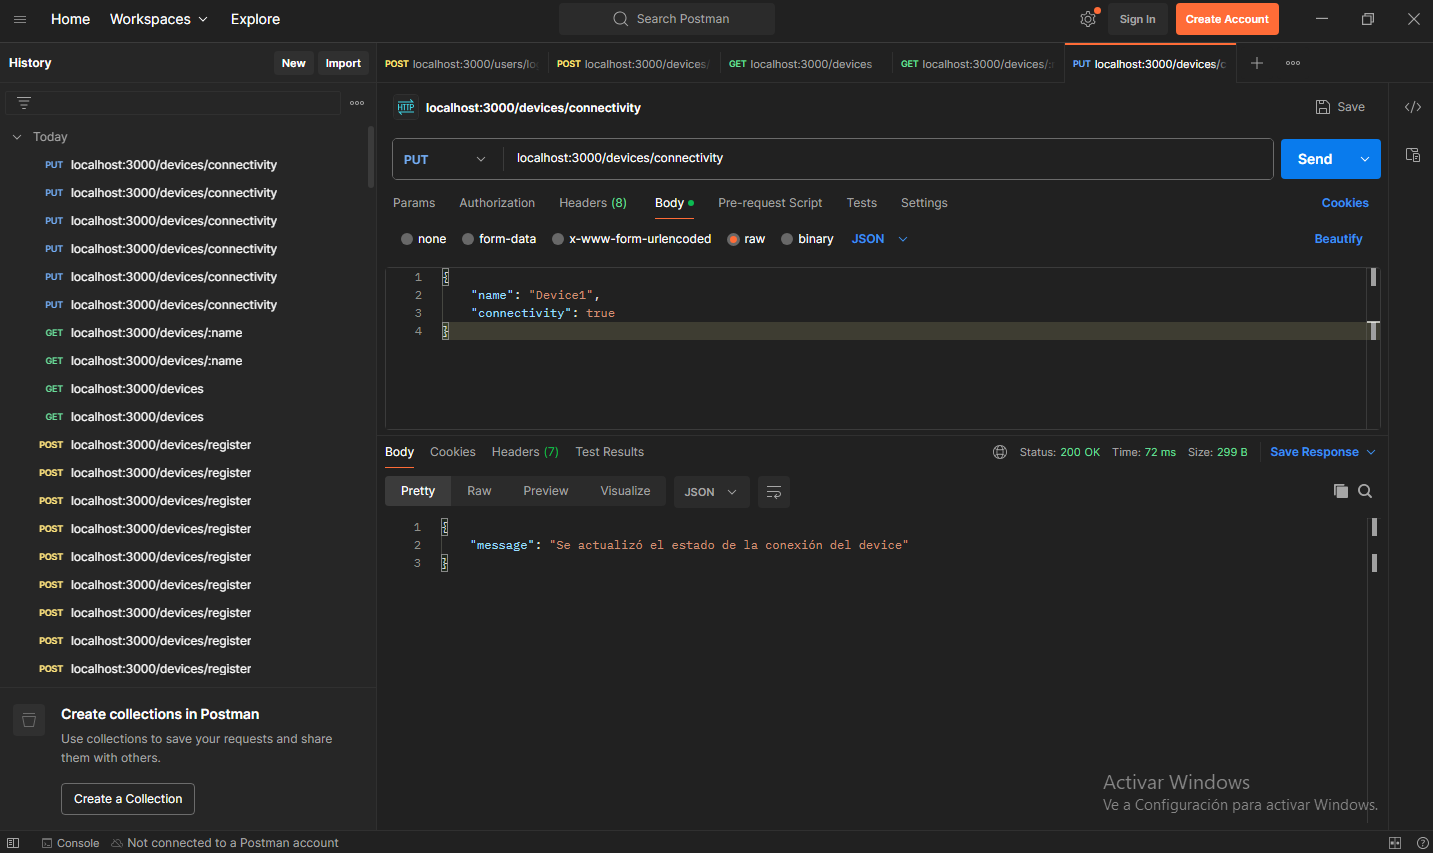 Home Workspaces Explore Search Postman Sign In Create Account
History New Import
POST localhost:3000/users/lo POST localhost:3000/devices/ GET localhost:3000/devices GET localhost:3000/devices/: PUT localhost:3000/devices/c
HTTP localhost:3000/devices/connectivity Save
Today
PUT localhost:3000/devices/connectivity
PUT localhost:3000/devices/connectivity
PUT localhost:3000/devices/connectivity
PUT localhost:3000/devices/connectivity
PUT localhost:3000/devices/connectivity
PUT localhost:3000/devices/connectivity
GET localhost:3000/devices/:name
GET localhost:3000/devices/:name
GET localhost:3000/devices
GET localhost:3000/devices
POST localhost:3000/devices/register
POST localhost:3000/devices/register
POST localhost:3000/devices/register
POST localhost:3000/devices/register
POST localhost:3000/devices/register
POST localhost:3000/devices/register
POST localhost:3000/devices/register
POST localhost:3000/devices/register
POST localhost:3000/devices/register
Create collections in Postman
Use collections to save your requests and share
them with others.
Create a Collection
PUT localhost:3000/devices/connectivity Send
Params Authorization Headers (8) Body Pre-request Script Tests Settings Cookies
none form-data x-www-form-urlencoded raw binary JSON Beautify
1 {
2 "name": "Device1",
3 "connectivity": true
4 }
Body Cookies Headers (7) Test Results Status: 200 OK Time: 72 ms Size: 299 B Save Response
Pretty Raw Preview Visualize JSON
1 {
2 "message": "Se actualizó el estado de la conexión del device"
3 }
Activar Windows
Ve a Configuración para activar Windows.
Console Not connected to a Postman account